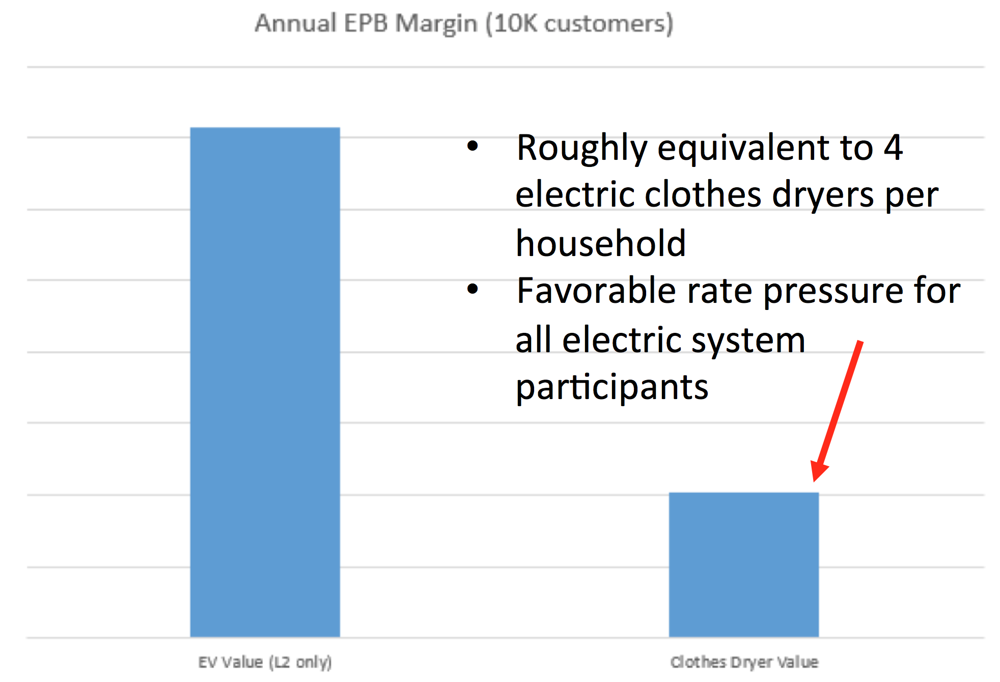 Annual EPB Margin (10K customers)
• Roughly equivalent to 4
electric clothes dryers per
household
• Favorable rate pressure for
all electric system
participants
EV Value (L2 only)
Clothes Dryer Value